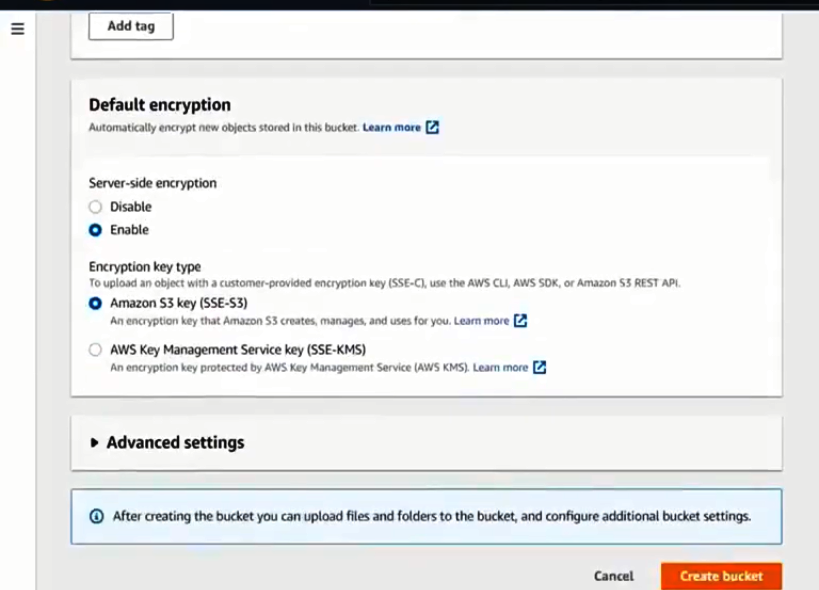 Add tag
Default encryption
Automatically encrypt new objects stored in this bucket. Learn more
Server-side encryption
Disable
Enable
Encryption key type
To upload an object with a customer-provided encryption key (SSE-C), use the AWS CLI, AWS SDK, or Amazon S3 REST API.
Amazon S3 key (SSE-S3)
An encryption key that Amazon S3 creates, manages, and uses for you. Learn more
AWS Key Management Service key (SSE-KMS)
An encryption key protected by AWS Key Management Service (AWS KMS). Learn more
Advanced settings
After creating the bucket you can upload files and folders to the bucket, and configure additional bucket settings.
Cancel Create bucket